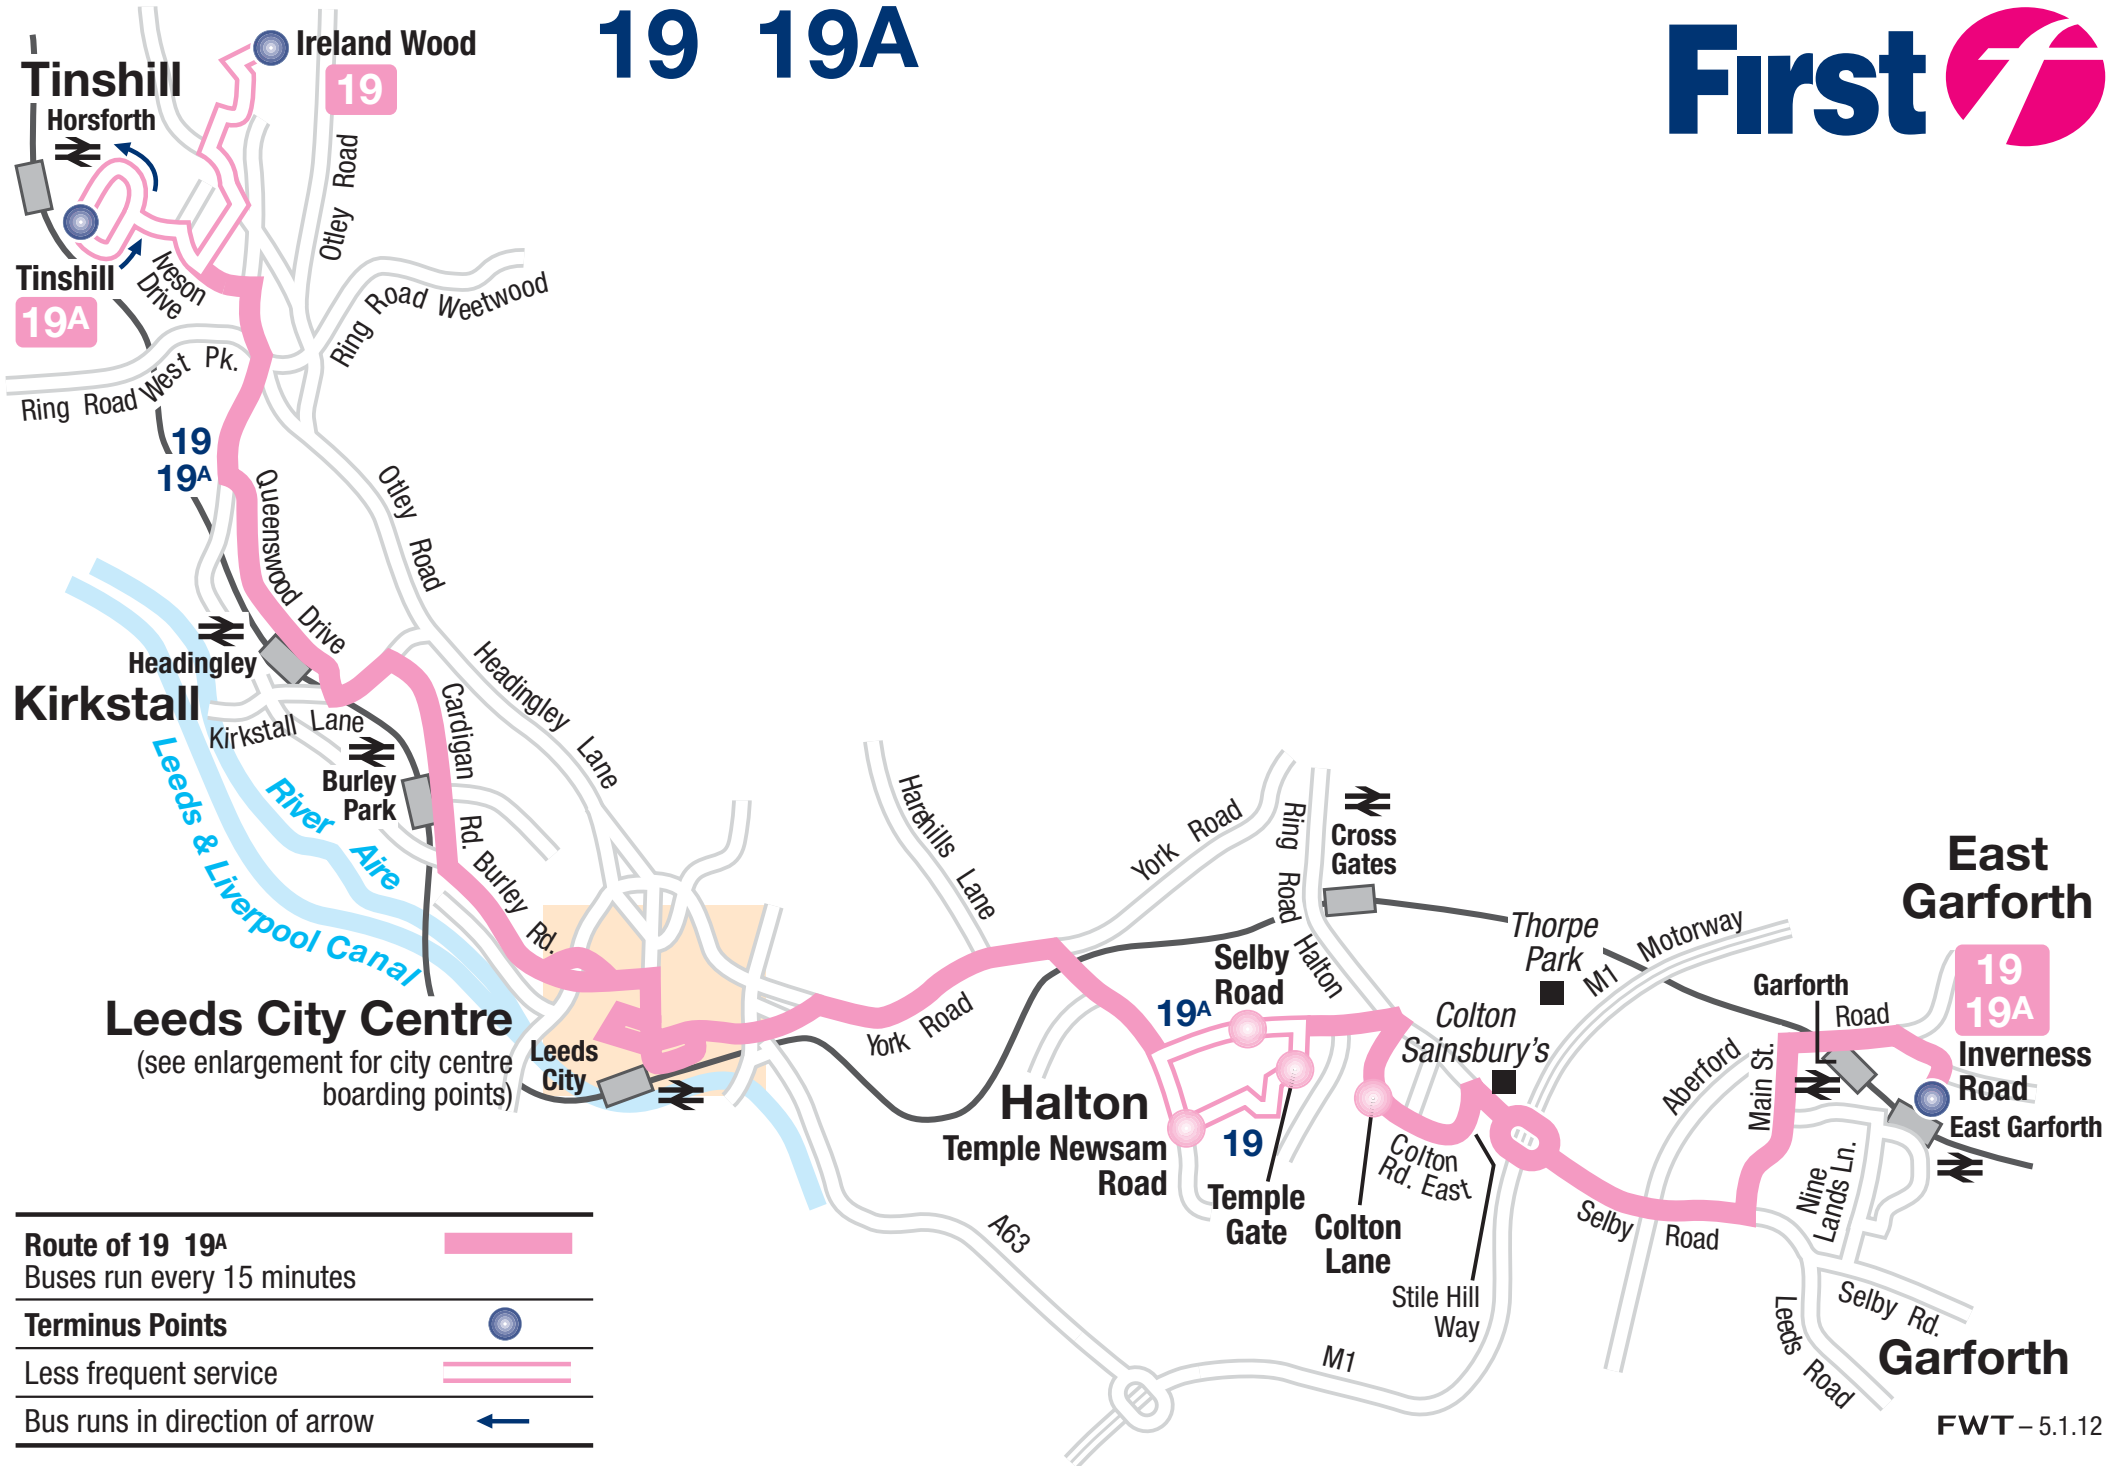 19 19A
First
Ireland Wood
19
Tinshill
Horsforth
Otley Road
Tinshill
19A
Iveson
Drive
Ring Road Weetwood
Ring Road West Pk.
19
19A
Queenswood Drive
Otley Road
Headingley
Kirkstall
Kirkstall Lane
Headingley Lane
Cardigan Rd.
Burley
Park
Burley Rd.
River Aire
Leeds & Liverpool Canal
Leeds City Centre
(see enlargement for city centre
boarding points)
Leeds
City
Harehills Lane
York Road
York Road
Ring Road Halton
Cross
Gates
Selby
Road
19A
Halton
Temple Newsam
Road
19
Temple
Gate
Colton
Lane
Colton
Rd. East
Stile Hill
Way
Colton
Sainsbury's
Thorpe
Park
M1 Motorway
East
Garforth
19
19A
Inverness
Road
East Garforth
Garforth
Aberford Road
Main St.
Nine
Lands Ln.
Selby Road
Selby Rd.
Leeds Road
Garforth
A63
M1
Route of 19 19A
Buses run every 15 minutes
Terminus Points
Less frequent service
Bus runs in direction of arrow
FWT – 5.1.12